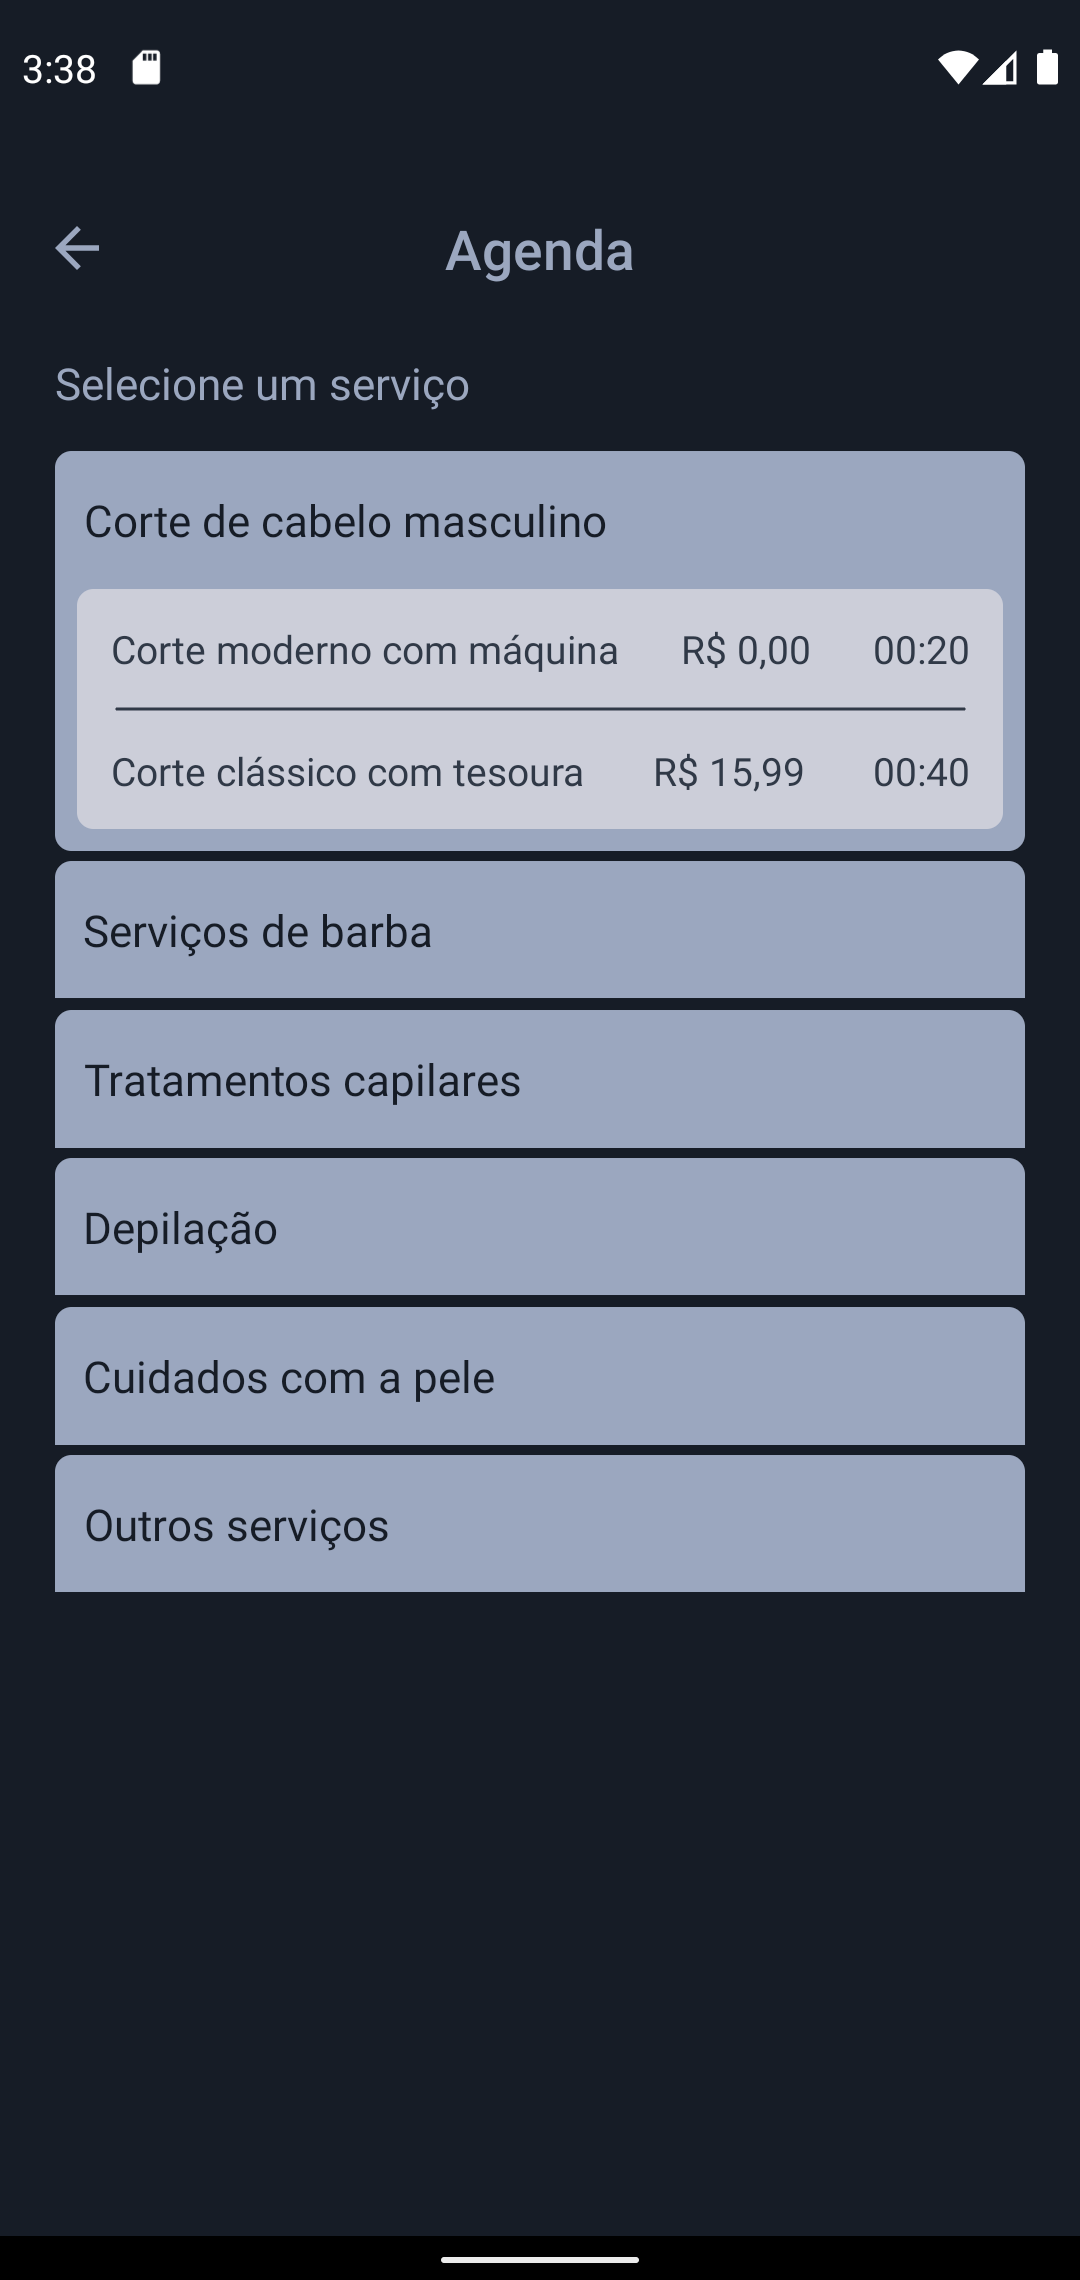 3:38
Agenda
Selecione um serviço
Corte de cabelo masculino
Corte moderno com máquina R$ 0,00 00:20
Corte clássico com tesoura R$ 15,99 00:40
Serviços de barba
Tratamentos capilares
Depilação
Cuidados com a pele
Outros serviços